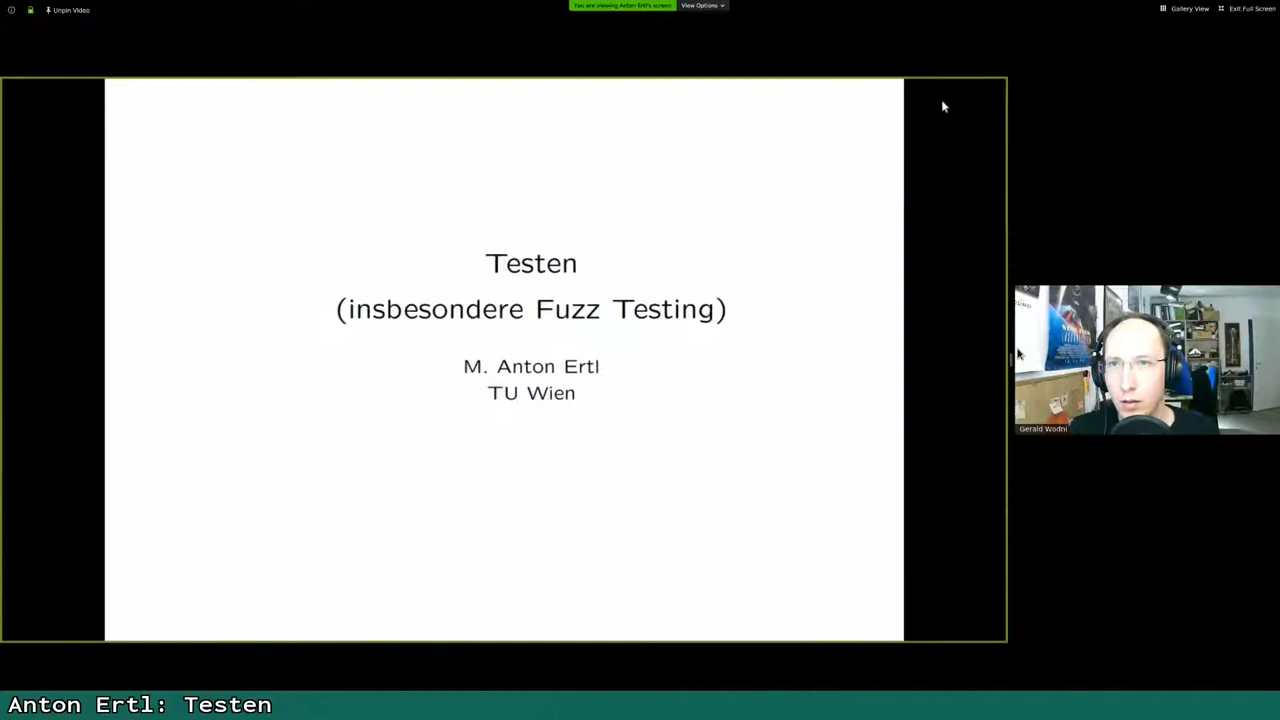 Unpin Video
You are viewing Anton Ertl's screen
View Options
Gallery View
Exit Full Screen
Testen
(insbesondere Fuzz Testing)
M. Anton Ertl
TU Wien
Gerald Wodni
Anton Ertl: Testen